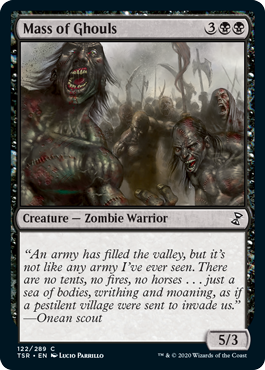 Mass of Ghouls 3
Creature — Zombie Warrior
“An army has filled the valley, but it’s
not like any army I’ve ever seen. There
are no tents, no fires, no horses . . . just a
sea of bodies, writhing and moaning, as if
a pestilent village were sent to invade us.”
—Onean scout
5/3
122/289 C
TSR • EN Lucio Parrillo
™ & © 2020 Wizards of the Coast